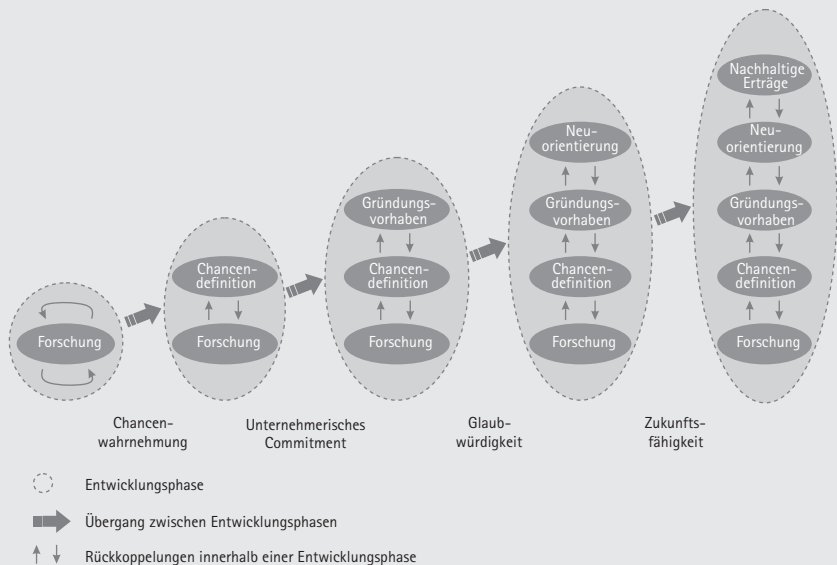 Forschung
Chancen-
definition
Forschung
Gründungs-
vorhaben
Chancen-
definition
Forschung
Neu-
orientierung
Gründungs-
vorhaben
Chancen-
definition
Forschung
Nachhaltige
Erträge
Neu-
orientierung
Gründungs-
vorhaben
Chancen-
definition
Forschung
Chancen-
wahrnehmung
Unternehmerisches
Commitment
Glaub-
würdigkeit
Zukunfts-
fähigkeit
Entwicklungsphase
Übergang zwischen Entwicklungsphasen
Rückkoppelungen innerhalb einer Entwicklungsphase